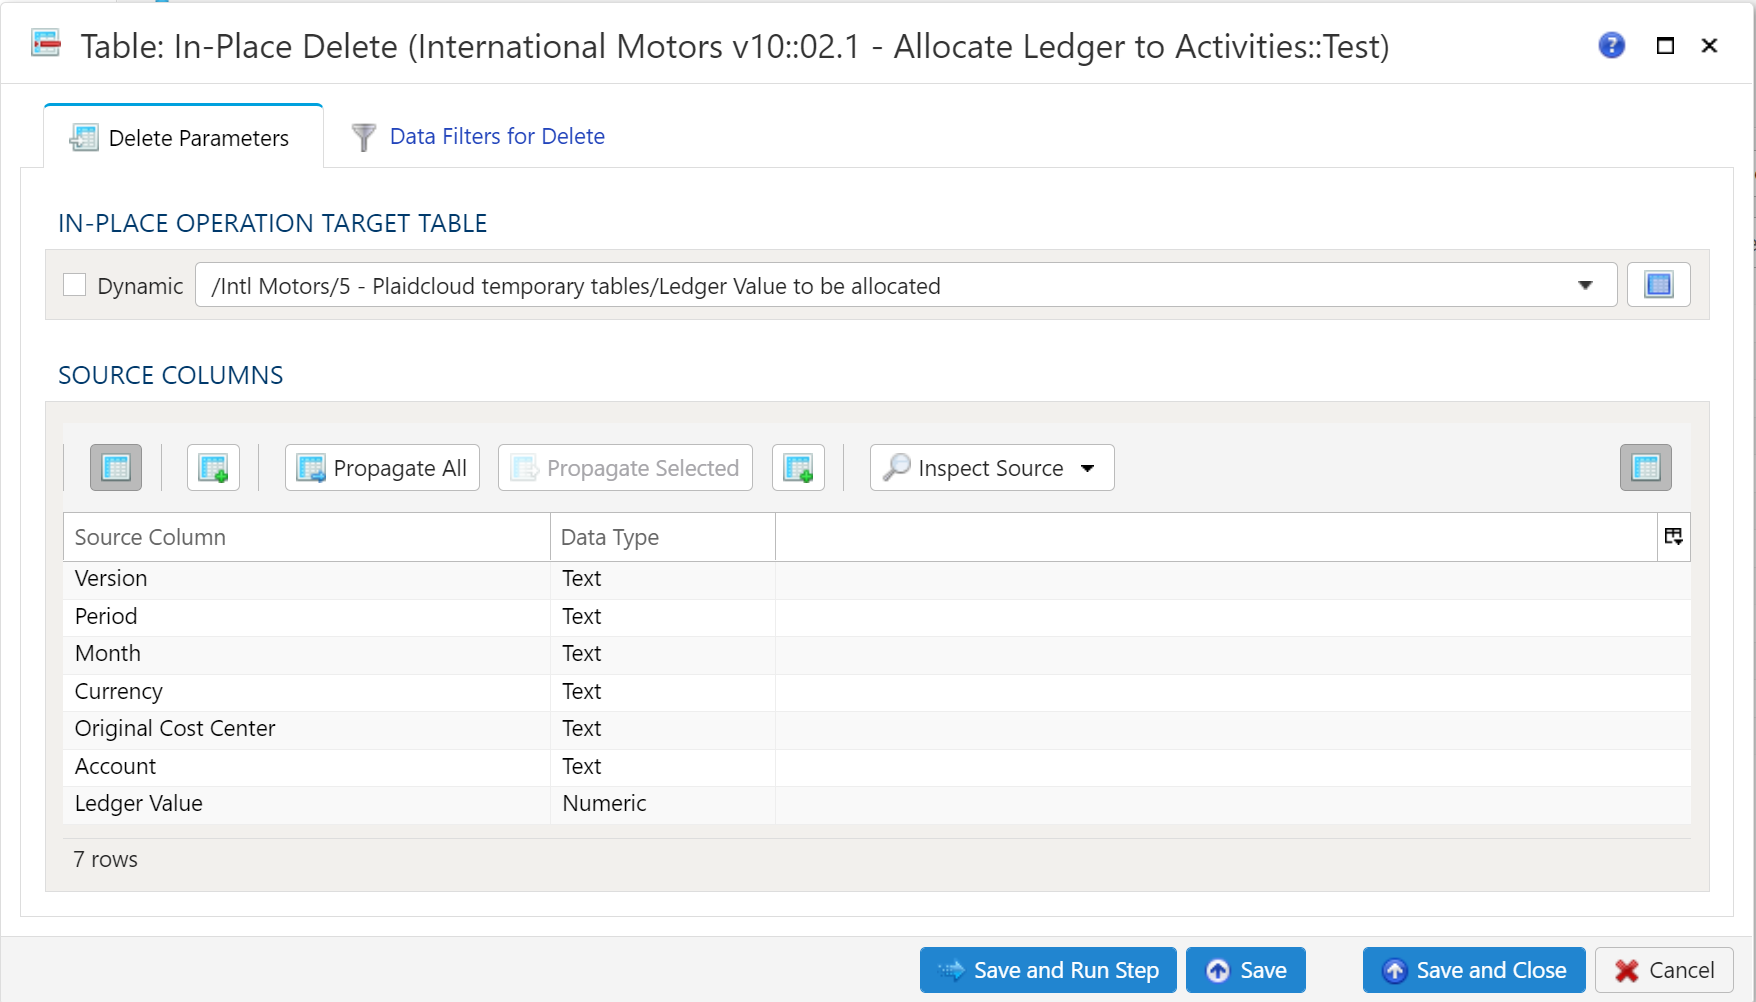 Table: In-Place Delete (International Motors v10::02.1 - Allocate Ledger to Activities::Test)
?
Delete Parameters
Data Filters for Delete
IN-PLACE OPERATION TARGET TABLE
Dynamic
/Intl Motors/5 - Plaidcloud temporary tables/Ledger Value to be allocated
SOURCE COLUMNS
Propagate All
Propagate Selected
Inspect Source
Source Column Data Type
Version Text
Period Text
Month Text
Currency Text
Original Cost Center Text
Account Text
Ledger Value Numeric
7 rows
Save and Run Step
Save
Save and Close
Cancel